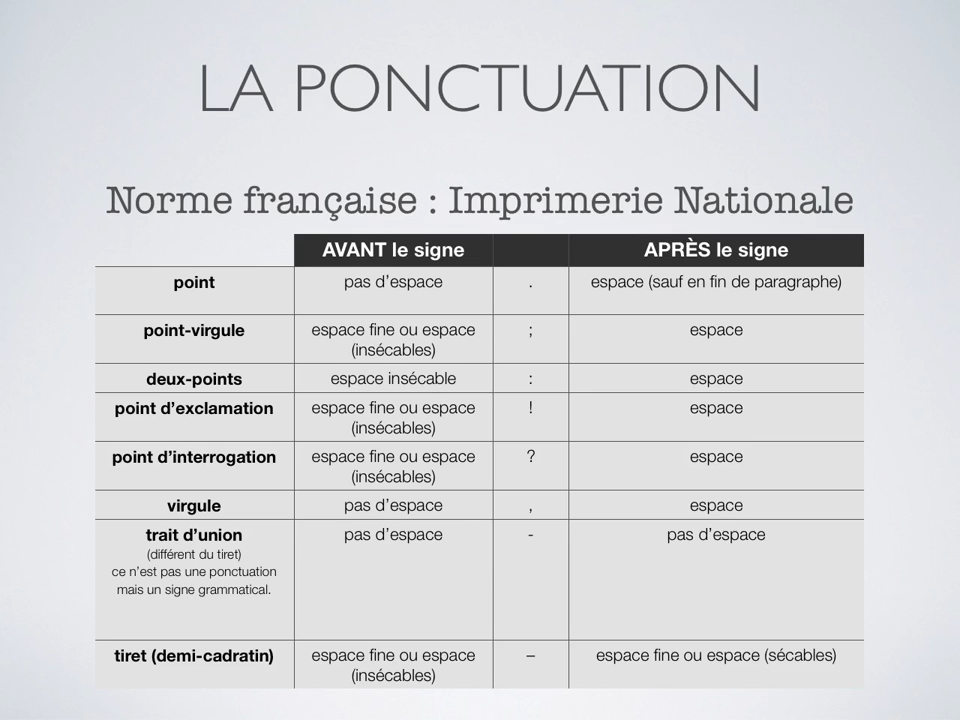 LA PONCTUATION
Norme française : Imprimerie Nationale
AVANT le signe APRÈS le signe
point pas d’espace . espace (sauf en fin de paragraphe)
point-virgule espace fine ou espace ; espace
(insécables)
deux-points espace insécable : espace
point d’exclamation espace fine ou espace ! espace
(insécables)
point d’interrogation espace fine ou espace ? espace
(insécables)
virgule pas d’espace , espace
trait d’union pas d’espace - pas d’espace
(différent du tiret)
ce n’est pas une ponctuation
mais un signe grammatical.
tiret (demi-cadratin) espace fine ou espace – espace fine ou espace (sécables)
(insécables)